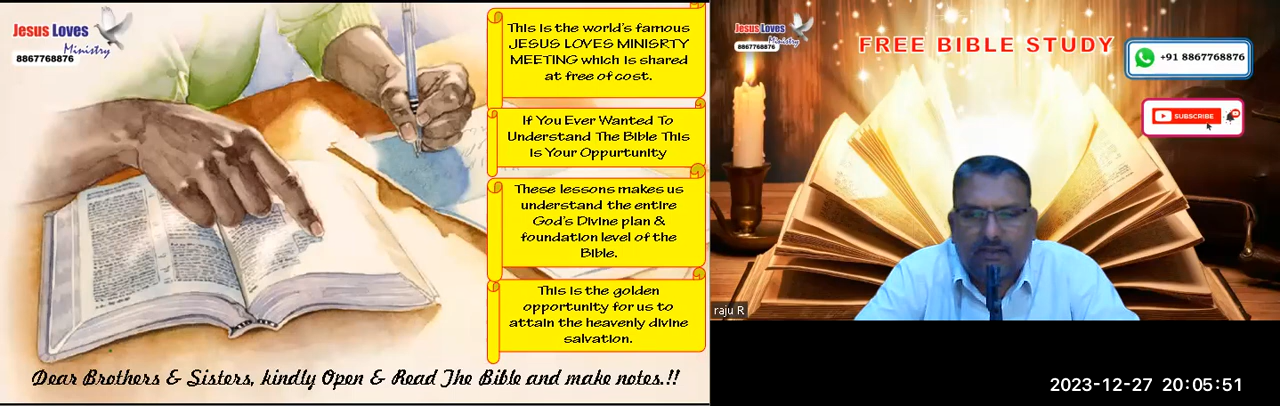 Jesus Loves
Ministry
8867768876
This is the world's famous
JESUS LOVES MINISRTY
MEETING which is shared
at free of cost.
If You Ever Wanted To
Understand The Bible This
is Your Oppurtunity
These lessons makes us
understand the entire
God's Divine plan &
foundation level of the
Bible.
This is the golden
opportunity for us to
attain the heavenly divine
salvation.
Dear Brothers & Sisters, kindly Open & Read The Bible and make notes.!!
Jesus Loves
Ministry
8867768876
FREE BIBLE STUDY
+91 8867768876
SUBSCRIBE
raju R
2023-12-27 20:05:51